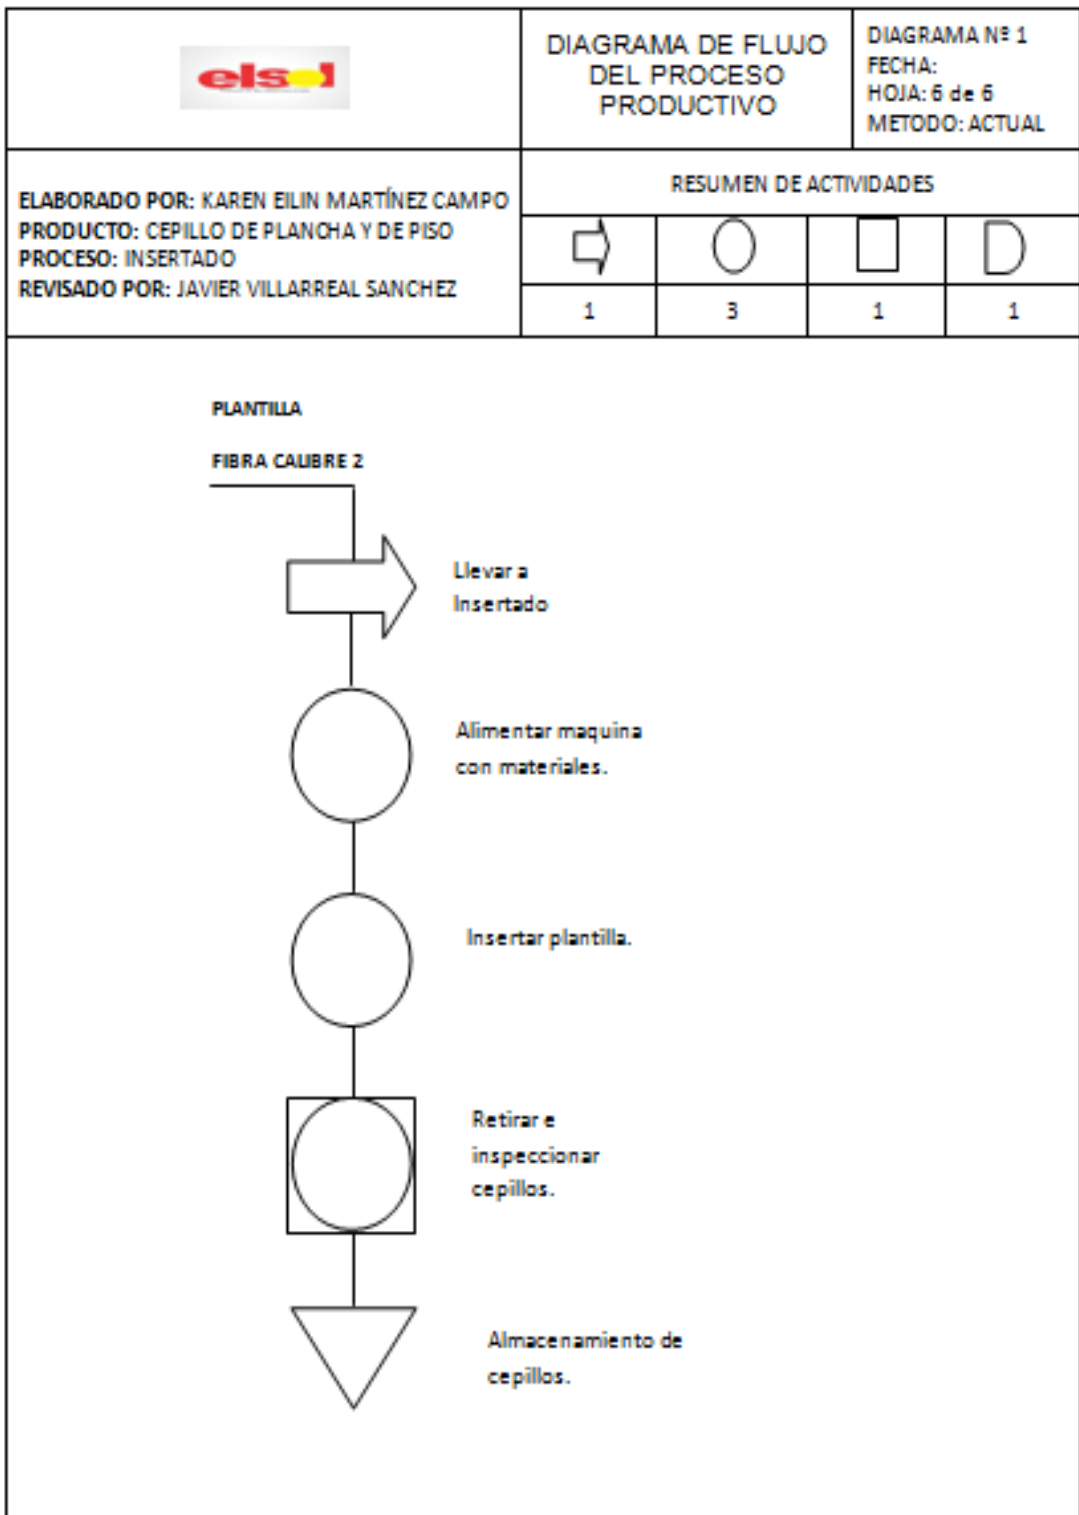 elsol
DIAGRAMA DE FLUJO
DEL PROCESO
PRODUCTIVO
DIAGRAMA Nº 1
FECHA:
HOJA: 6 de 6
METODO: ACTUAL
ELABORADO POR: KAREN EILIN MARTÍNEZ CAMPO
PRODUCTO: CEPILLO DE PLANCHA Y DE PISO
PROCESO: INSERTADO
REVISADO POR: JAVIER VILLARREAL SANCHEZ
RESUMEN DE ACTIVIDADES
1 3 1 1
PLANTILLA
FIBRA CALIBRE 2
Llevar a
Insertado
Alimentar maquina
con materiales.
Insertar plantilla.
Retirar e
inspeccionar
cepillos.
Almacenamiento de
cepillos.